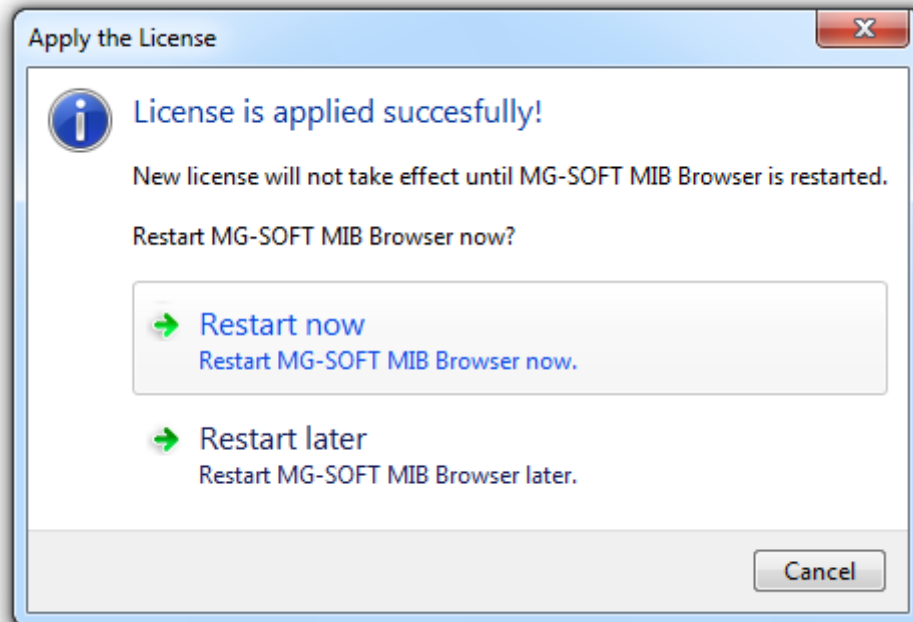 Apply the License
License is applied succesfully!
New license will not take effect until MG-SOFT MIB Browser is restarted.
Restart MG-SOFT MIB Browser now?
Restart now
Restart MG-SOFT MIB Browser now.
Restart later
Restart MG-SOFT MIB Browser later.
Cancel